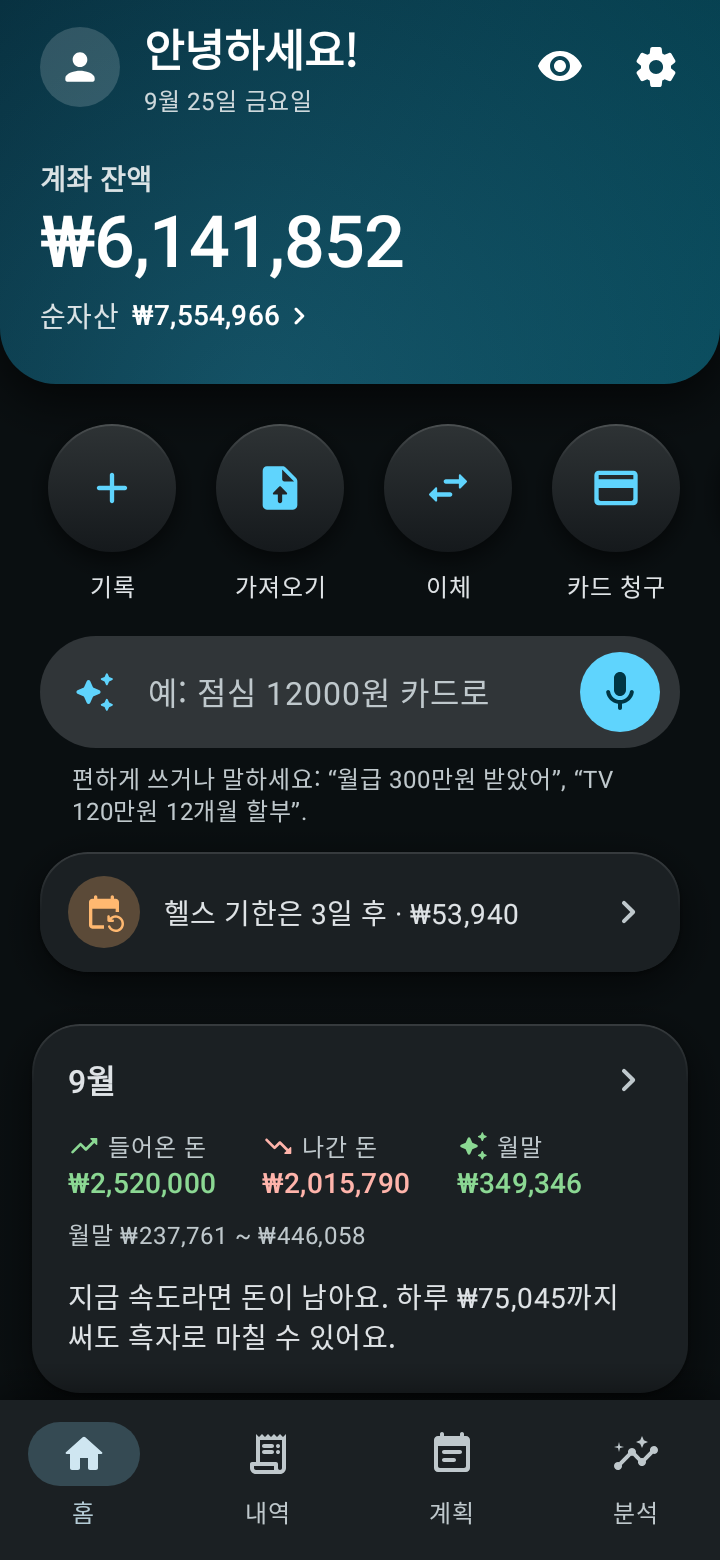 안녕하세요!
9월 25일 금요일
계좌 잔액
₩6,141,852
순자산 ₩7,554,966
기록
가져오기
이체
카드 청구
예: 점심 12000원 카드로
편하게 쓰거나 말하세요: “월급 300만원 받았어”, “TV
120만원 12개월 할부”.
헬스 기한은 3일 후 · ₩53,940
9월
들어온 돈
나간 돈
월말
₩2,520,000
₩2,015,790
₩349,346
월말 ₩237,761 ~ ₩446,058
지금 속도라면 돈이 남아요. 하루 ₩75,045까지
써도 흑자로 마칠 수 있어요.
홈
내역
계획
분석